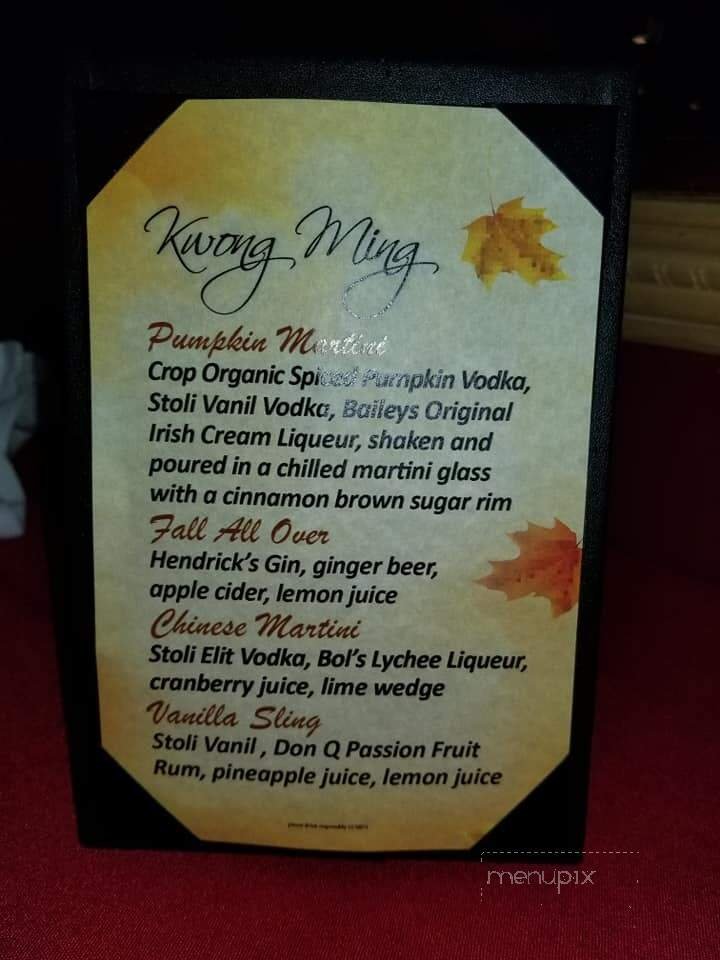 Kwong Ming
Pumpkin Martini
Crop Organic Spiced Pumpkin Vodka,
Stoli Vanil Vodka, Baileys Original
Irish Cream Liqueur, shaken and
poured in a chilled martini glass
with a cinnamon brown sugar rim
Fall All Over
Hendrick's Gin, ginger beer,
apple cider, lemon juice
Chinese Martini
Stoli Elit Vodka, Bol's Lychee Liqueur,
cranberry juice, lime wedge
Vanilla Sling
Stoli Vanil , Don Q Passion Fruit
Rum, pineapple juice, lemon juice
please drink responsibly
menupix